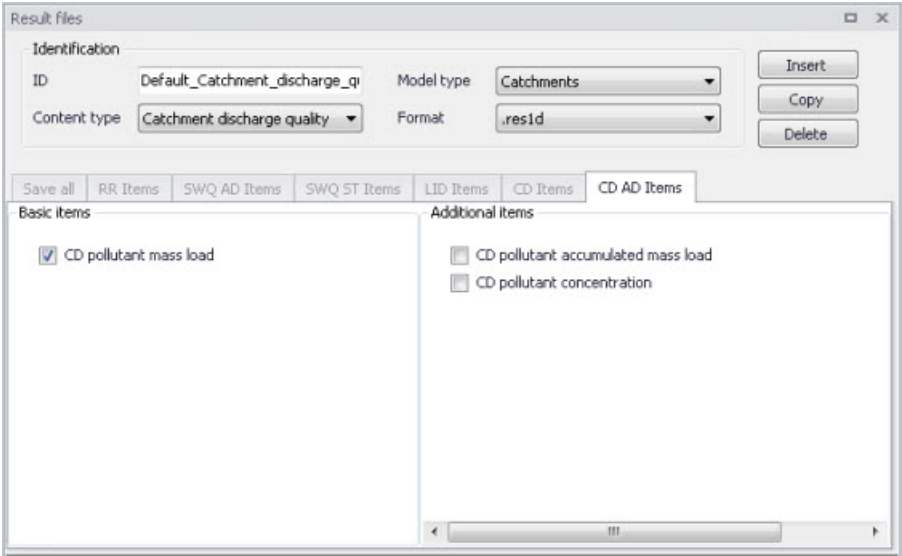 Result files
Identification
ID Default_Catchment_discharge_qu Model type Catchments Insert
Copy
Content type Catchment discharge quality Format .res1d
Delete
Save all RR Items SWQ AD Items SWQ ST Items LID Items CD Items CD AD Items
Basic items Additional items
CD pollutant mass load CD pollutant accumulated mass load
CD pollutant concentration